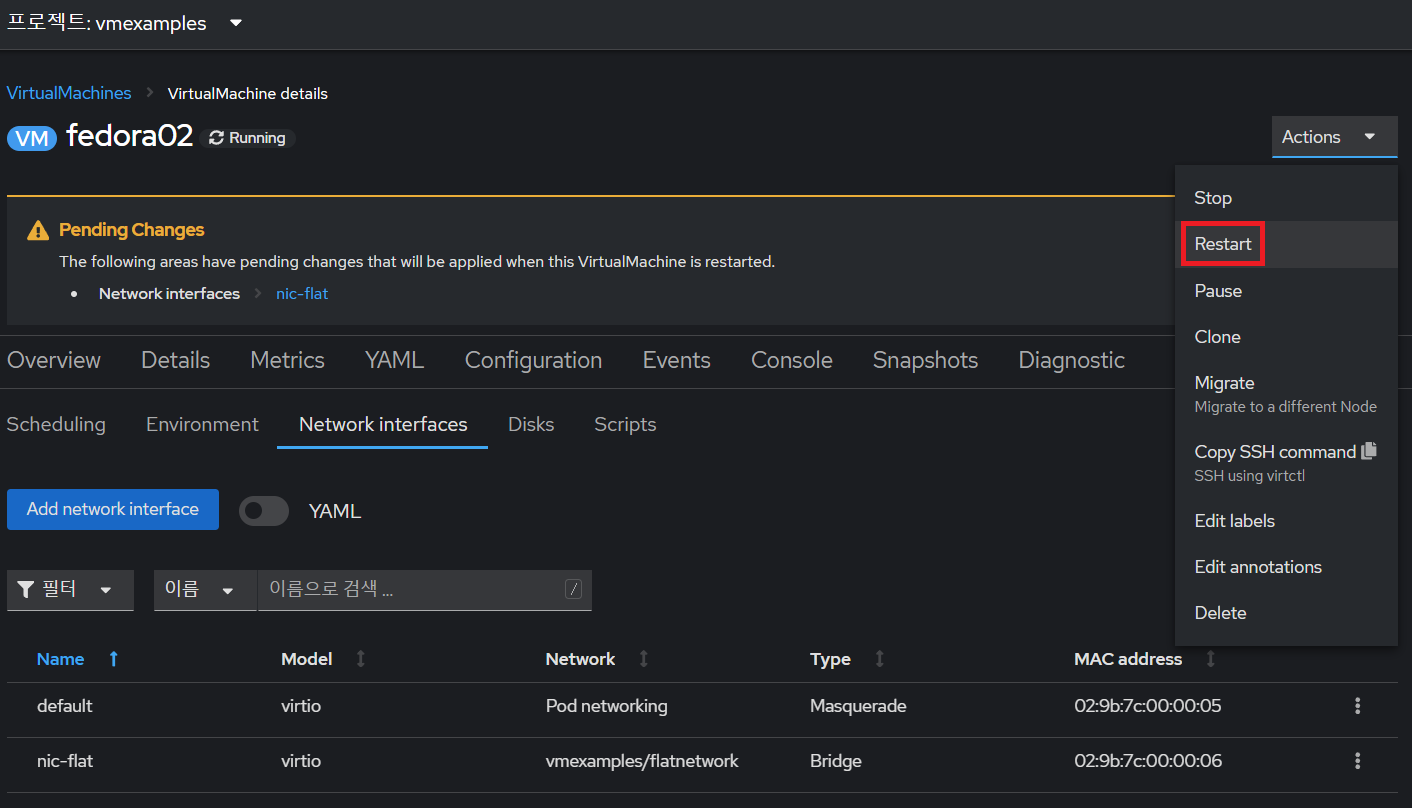 프로젝트: vmexamples
VirtualMachines > VirtualMachine details
VM fedora02 Running
Actions
Stop
Restart
Pause
Clone
Migrate
Migrate to a different Node
Copy SSH command
SSH using virtctl
Edit labels
Edit annotations
Delete
Pending Changes
The following areas have pending changes that will be applied when this VirtualMachine is restarted.
• Network interfaces > nic-flat
Overview Details Metrics YAML Configuration Events Console Snapshots Diagnostic
Scheduling Environment Network interfaces Disks Scripts
Add network interface YAML
필터 이름 이름으로 검색 ... /
Name Model Network Type MAC address
default virtio Pod networking Masquerade 02:9b:7c:00:00:05
nic-flat virtio vmexamples/flatnetwork Bridge 02:9b:7c:00:00:06